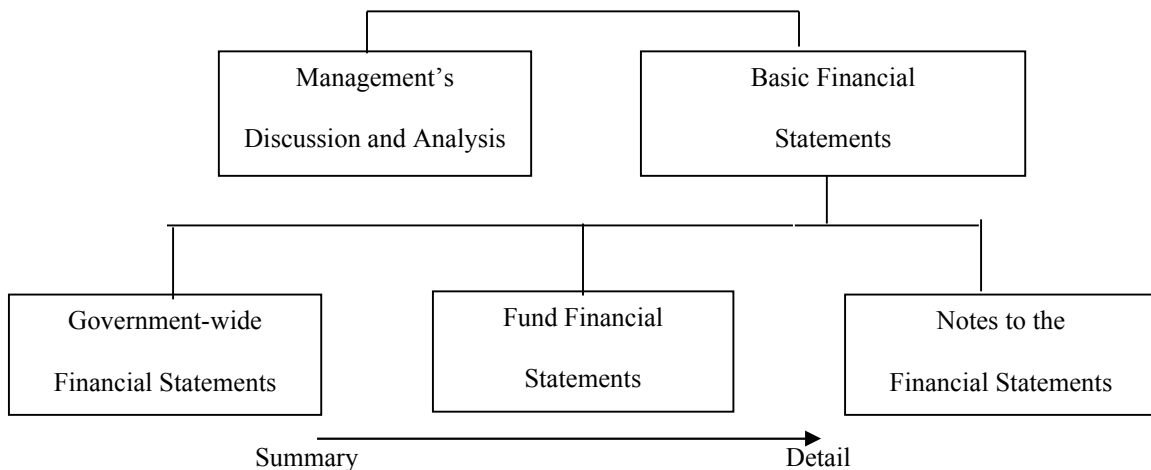 Management’s
Discussion and Analysis
Basic Financial
Statements
Government-wide
Financial Statements
Fund Financial
Statements
Notes to the
Financial Statements
Summary
Detail